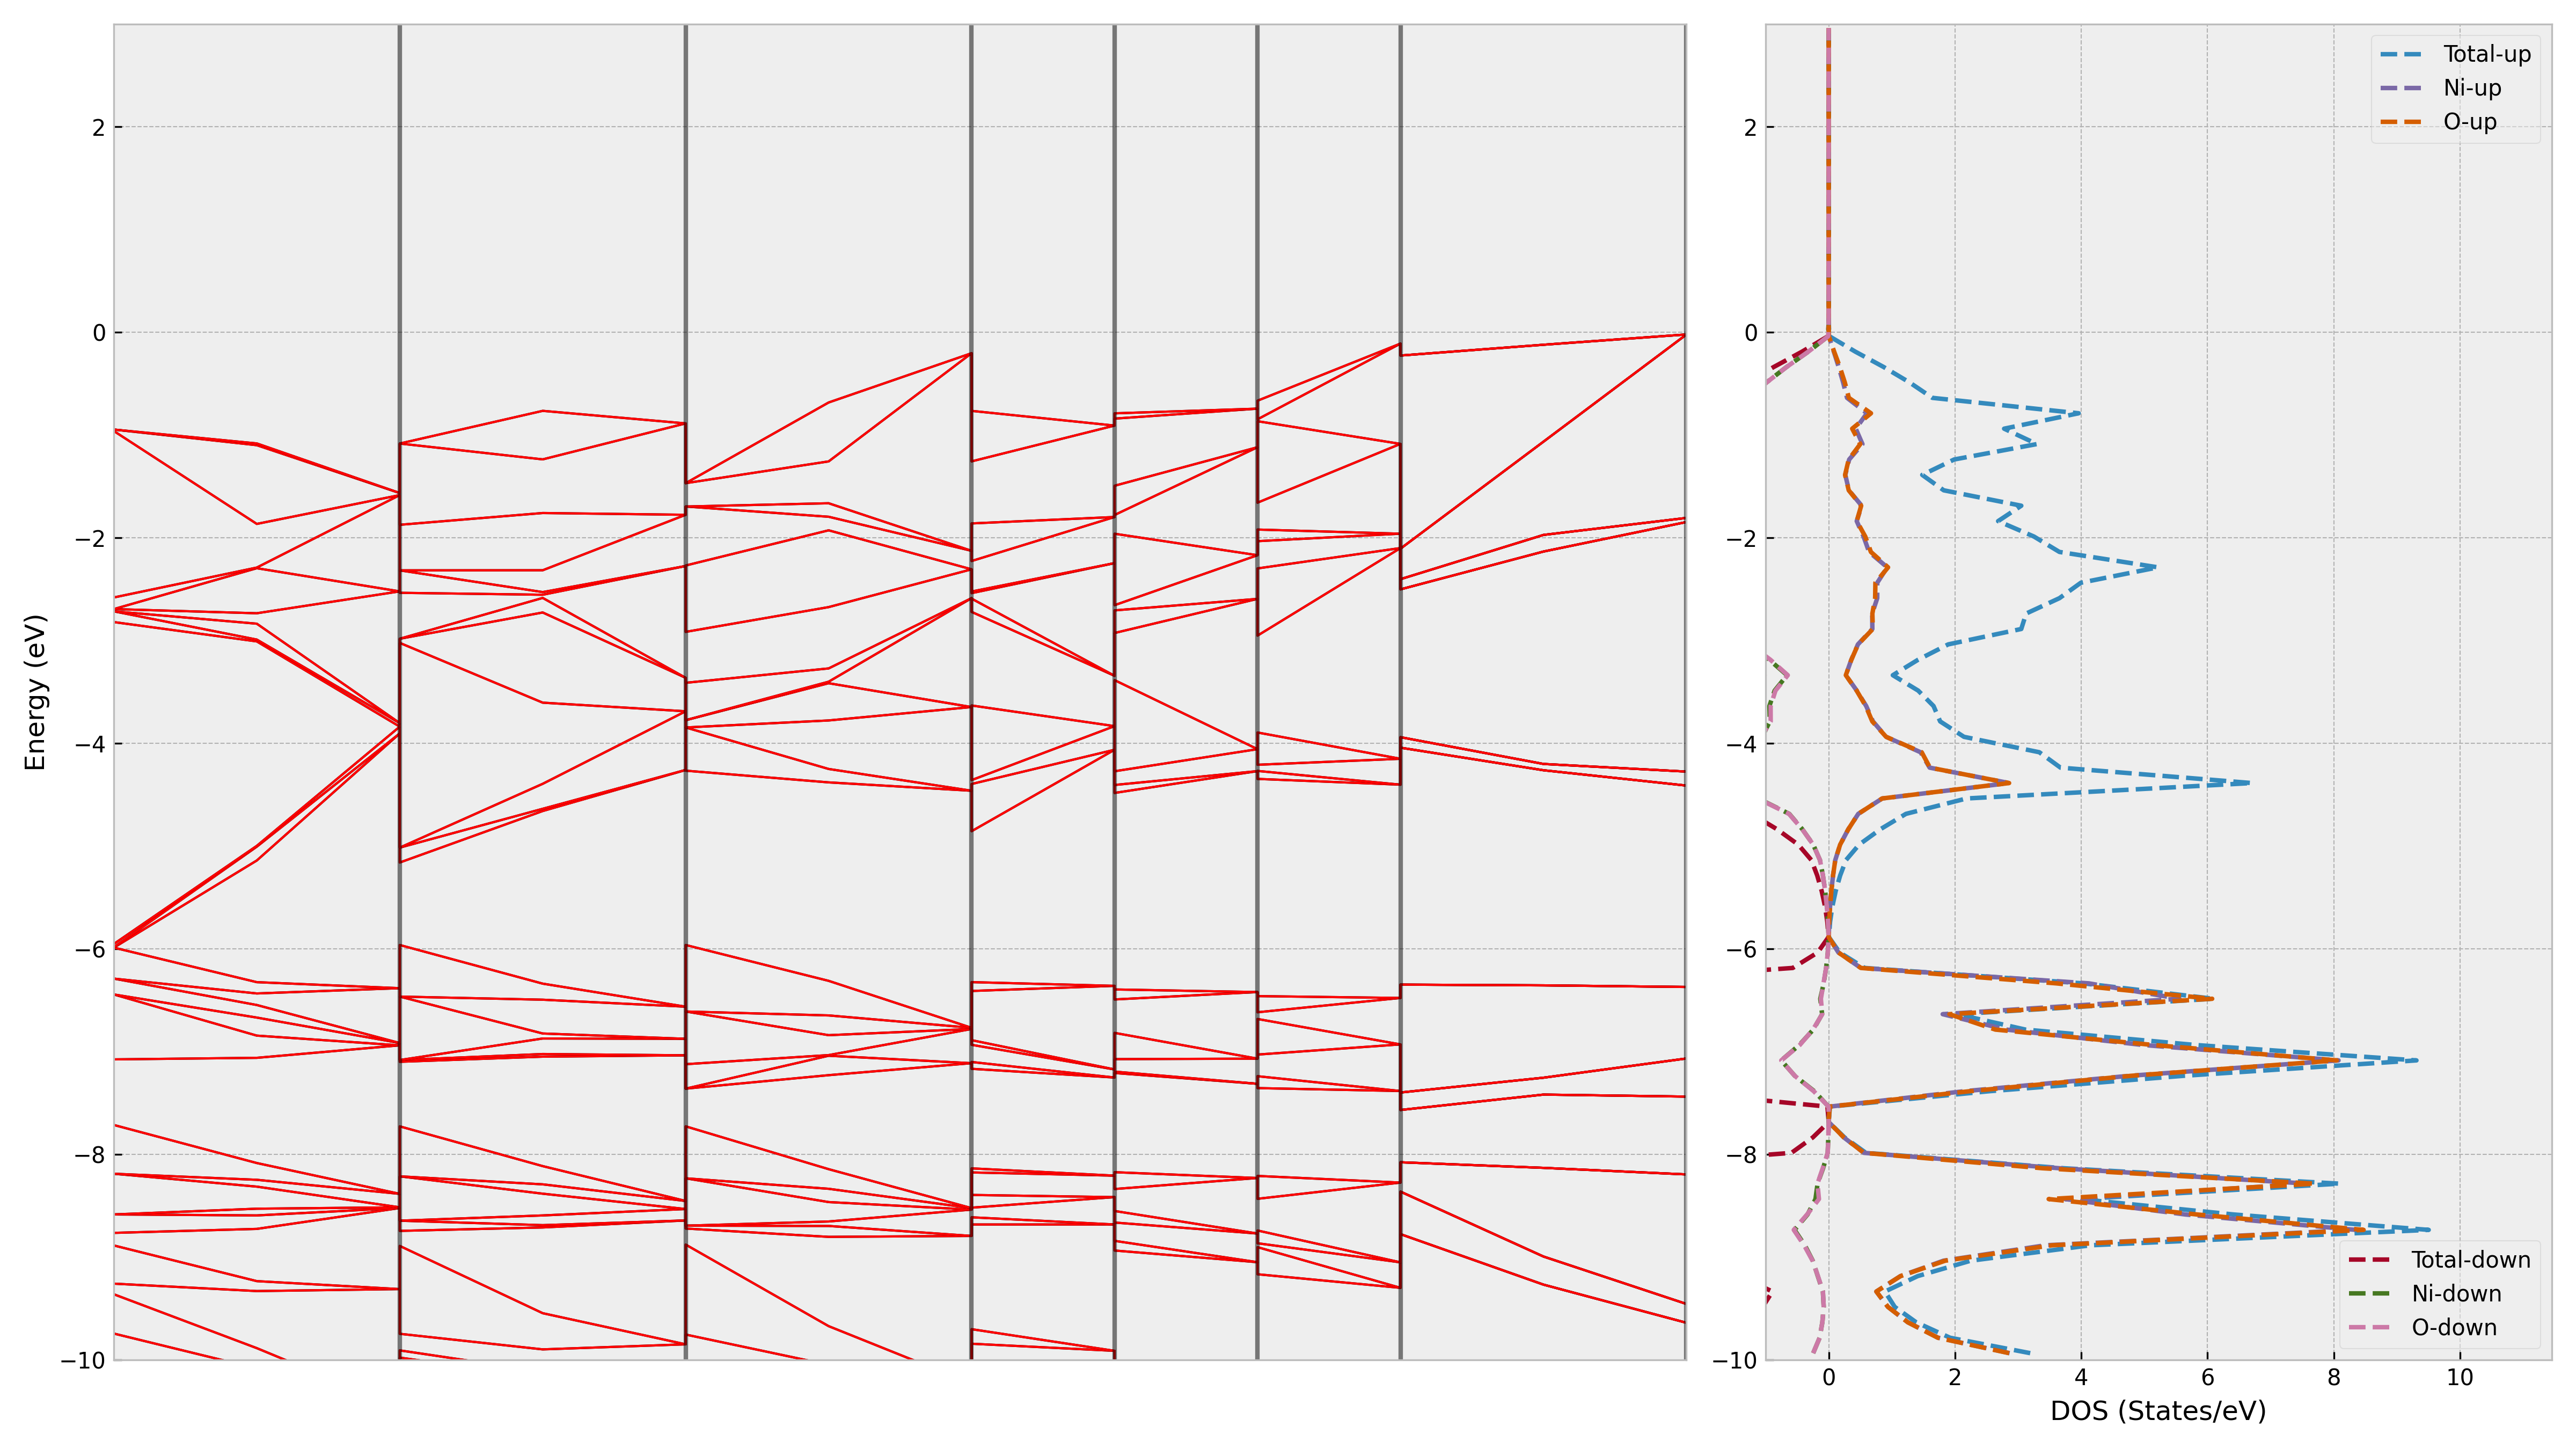 Energy (eV)
2
0
−2
−4
−6
−8
−10
2
0
−2
−4
−6
−8
−10
Total-up
Ni-up
O-up
Total-down
Ni-down
O-down
0 2 4 6 8 10
DOS (States/eV)